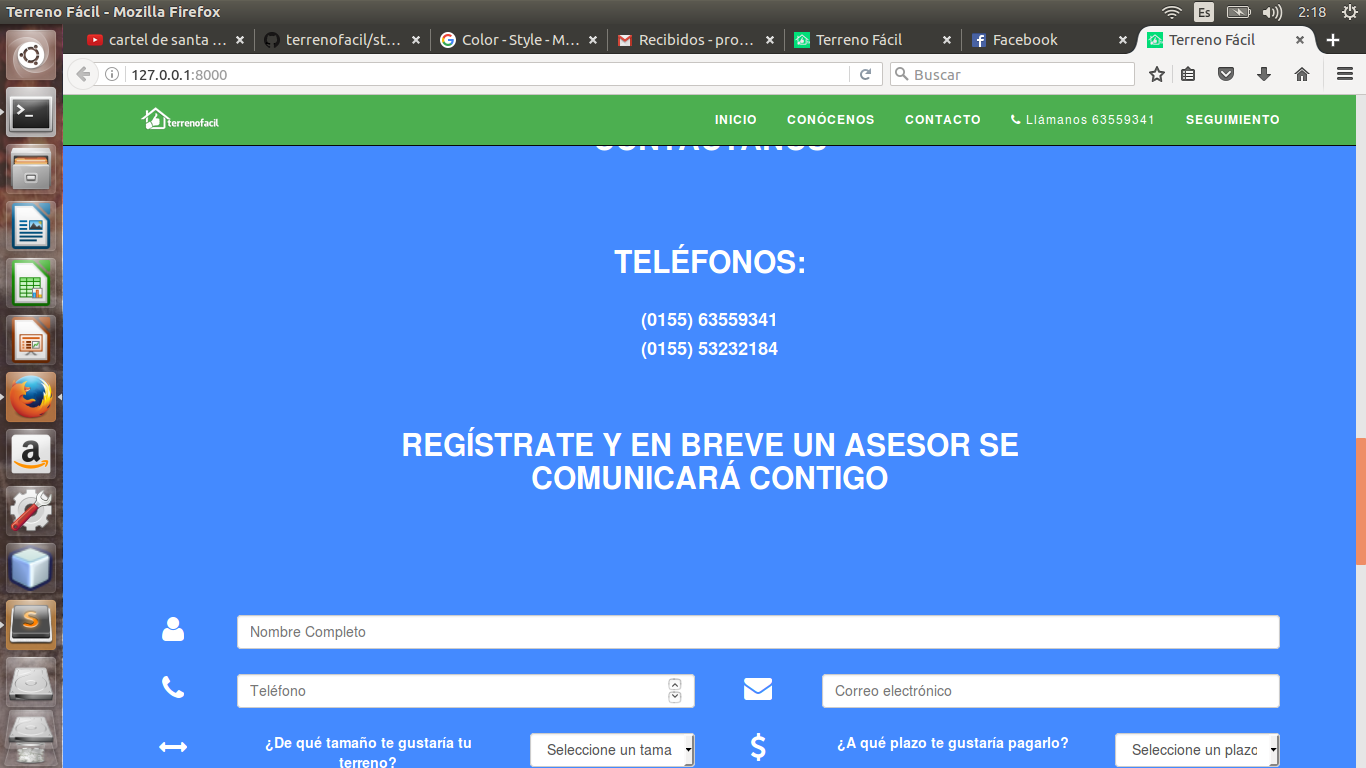 Terreno Fácil - Mozilla Firefox
Es
2:18
cartel de santa ...
terrenofacil/st...
Color - Style - M...
Recibidos - pro...
Terreno Fácil
Facebook
Terreno Fácil
127.0.0.1:8000
Buscar
terrenofacil
INICIO
CONÓCENOS
CONTACTO
Llámanos 63559341
SEGUIMIENTO
CONTÁCTANOS
TELÉFONOS:
(0155) 63559341
(0155) 53232184
REGÍSTRATE Y EN BREVE UN ASESOR SE
COMUNICARÁ CONTIGO
Nombre Completo
Teléfono
Correo electrónico
¿De qué tamaño te gustaría tu
terreno?
Seleccione un tama
¿A qué plazo te gustaría pagarlo?
Seleccione un plazo